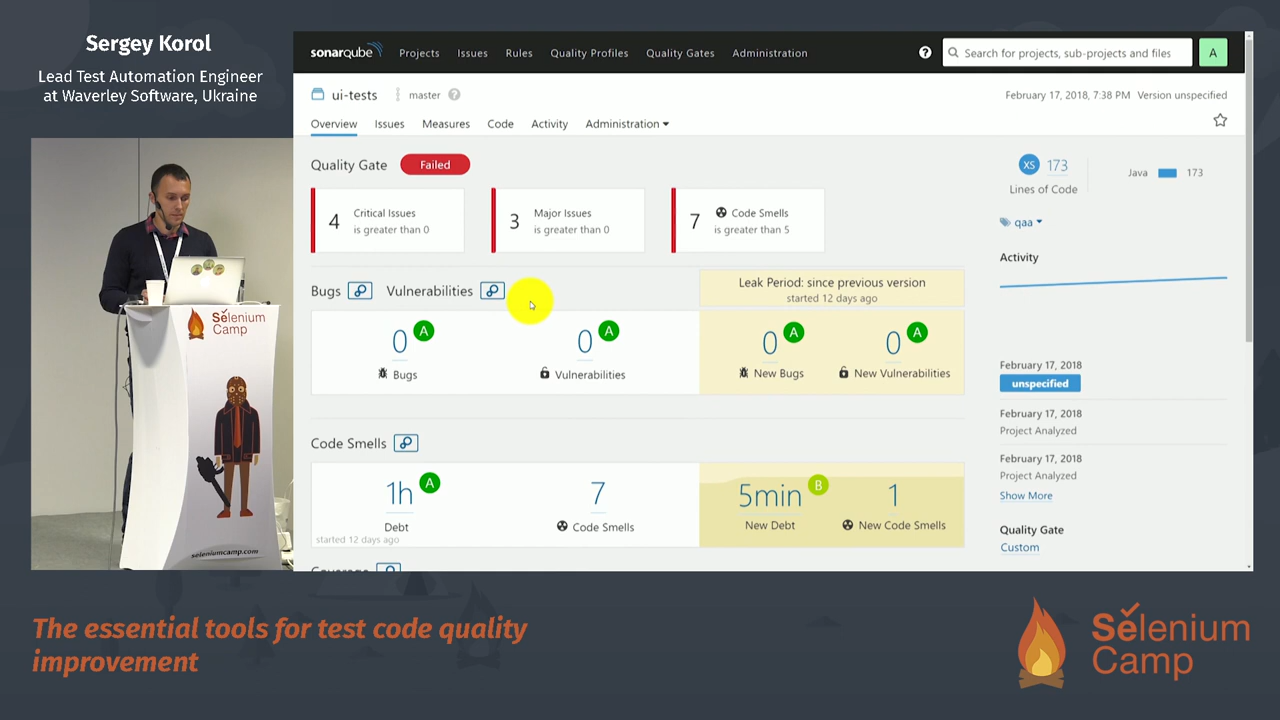 Sergey Korol
Lead Test Automation Engineer
at Waverley Software, Ukraine
Selenium
Camp
seleniumcamp.com
sonarqube
Projects
Issues
Rules
Quality Profiles
Quality Gates
Administration
?
Search for projects, sub-projects and files
A
ui-tests
master
?
February 17, 2018, 7:38 PM Version unspecified
Overview
Issues
Measures
Code
Activity
Administration
Quality Gate
Failed
4
Critical Issues
is greater than 0
3
Major Issues
is greater than 0
7
Code Smells
is greater than 5
Bugs
Vulnerabilities
Leak Period: since previous version
started 12 days ago
0
A
Bugs
0
A
Vulnerabilities
0
A
New Bugs
0
A
New Vulnerabilities
Code Smells
1h
A
Debt
started 12 days ago
7
Code Smells
5min
B
New Debt
1
New Code Smells
Coverage
XS
173
Lines of Code
Java
173
qaa
Activity
February 17, 2018
unspecified
February 17, 2018
Project Analyzed
February 17, 2018
Project Analyzed
Show More
Quality Gate
Custom
The essential tools for test code quality
improvement
Selenium
Camp